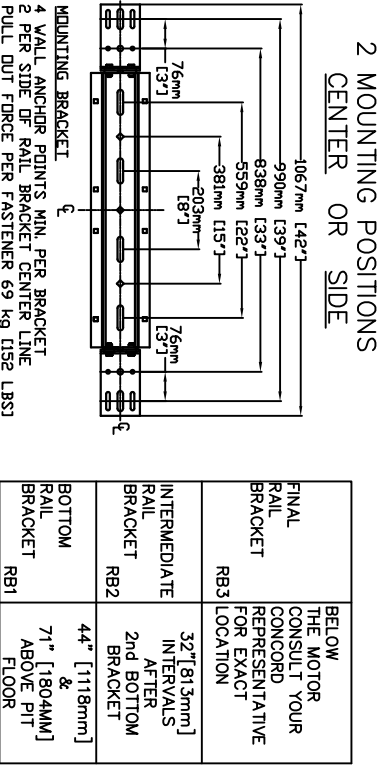 2 MOUNTING POSITIONS
CENTER OR SIDE
1067mm [42"]
990mm [39"]
838mm [33"]
559mm [22"]
381mm [15"]
203mm
[8"]
76mm
[3"]
76mm
[3"]
CL
CL
MOUNTING BRACKET
4 WALL ANCHOR POINTS MIN. PER BRACKET
2 PER SIDE OF RAIL BRACKET CENTER LINE
PULL OUT FORCE PER FASTENER 69 kg [152 LBS]
FINAL
RAIL
BRACKET
RB3
BELOW
THE MOTOR
CONSULT YOUR
CONCORD
REPRESENTATIVE
FOR EXACT
LOCATION
INTERMEDIATE
RAIL
BRACKET
RB2
32"[813mm]
INTERVALS
AFTER
2nd BOTTOM
BRACKET
BOTTOM
RAIL
BRACKET
RB1
44" [1118mm]
&
71" [1804MM]
ABOVE PIT
FLOOR